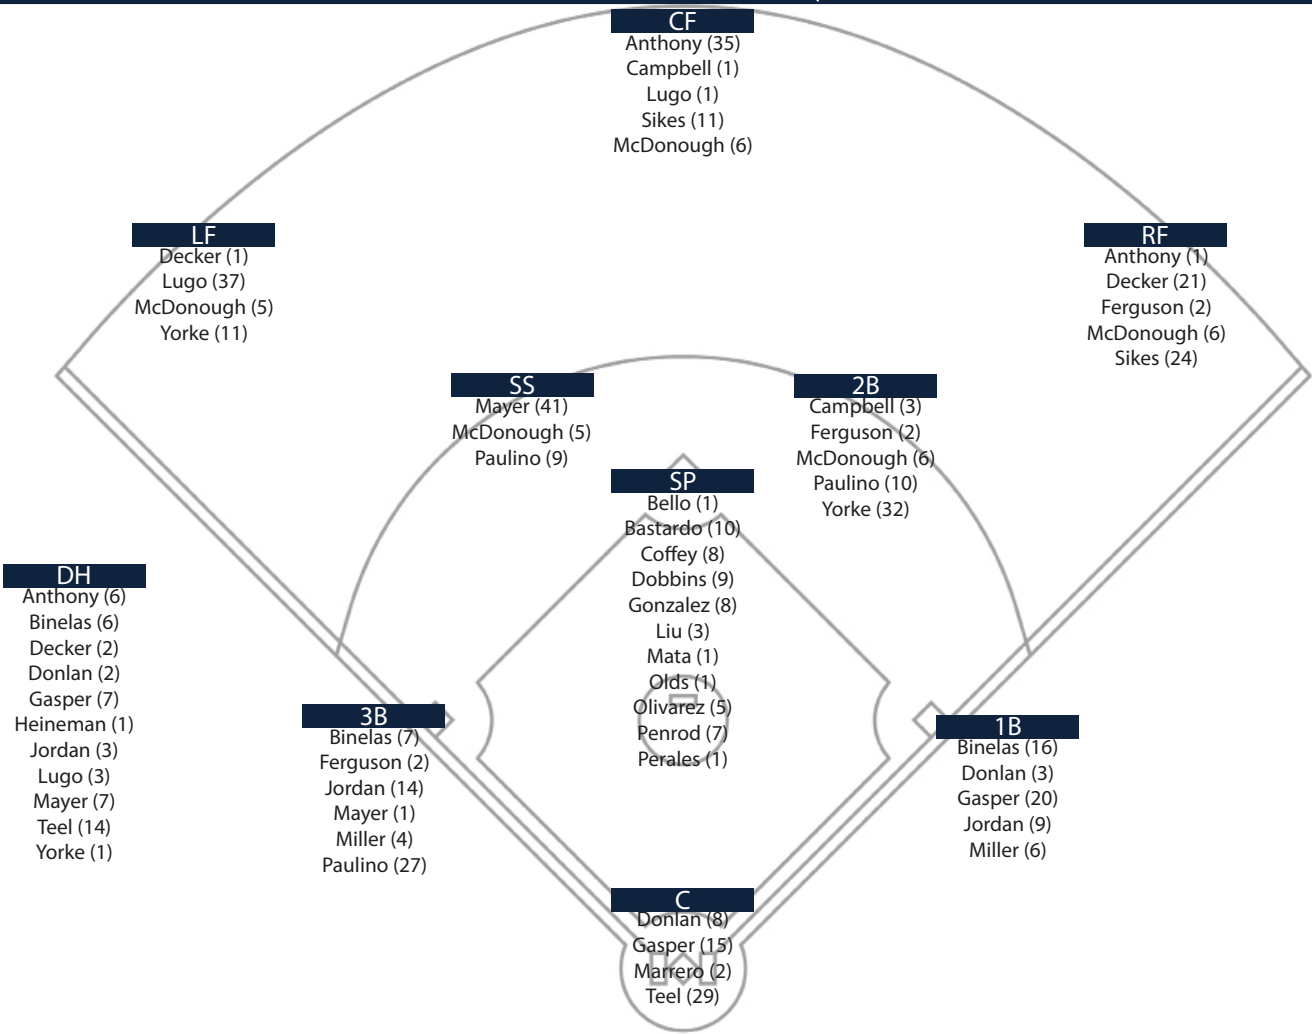 CF
Anthony (35)
Campbell (1)
Lugo (1)
Sikes (11)
McDonough (6)
LF
Decker (1)
Lugo (37)
McDonough (5)
Yorke (11)
RF
Anthony (1)
Decker (21)
Ferguson (2)
McDonough (6)
Sikes (24)
SS
Mayer (41)
McDonough (5)
Paulino (9)
2B
Campbell (3)
Ferguson (2)
McDonough (6)
Paulino (10)
Yorke (32)
SP
Bello (1)
Bastardo (10)
Coffey (8)
Dobbins (9)
Gonzalez (8)
Liu (3)
Mata (1)
Olds (1)
Olivarez (5)
Penrod (7)
Perales (1)
DH
Anthony (6)
Binelas (6)
Decker (2)
Donlan (2)
Gasper (7)
Heineman (1)
Jordan (3)
Lugo (3)
Mayer (7)
Teel (14)
Yorke (1)
3B
Binelas (7)
Ferguson (2)
Jordan (14)
Mayer (1)
Miller (4)
Paulino (27)
1B
Binelas (16)
Donlan (3)
Gasper (20)
Jordan (9)
Miller (6)
C
Donlan (8)
Gasper (15)
Marrero (2)
Teel (29)